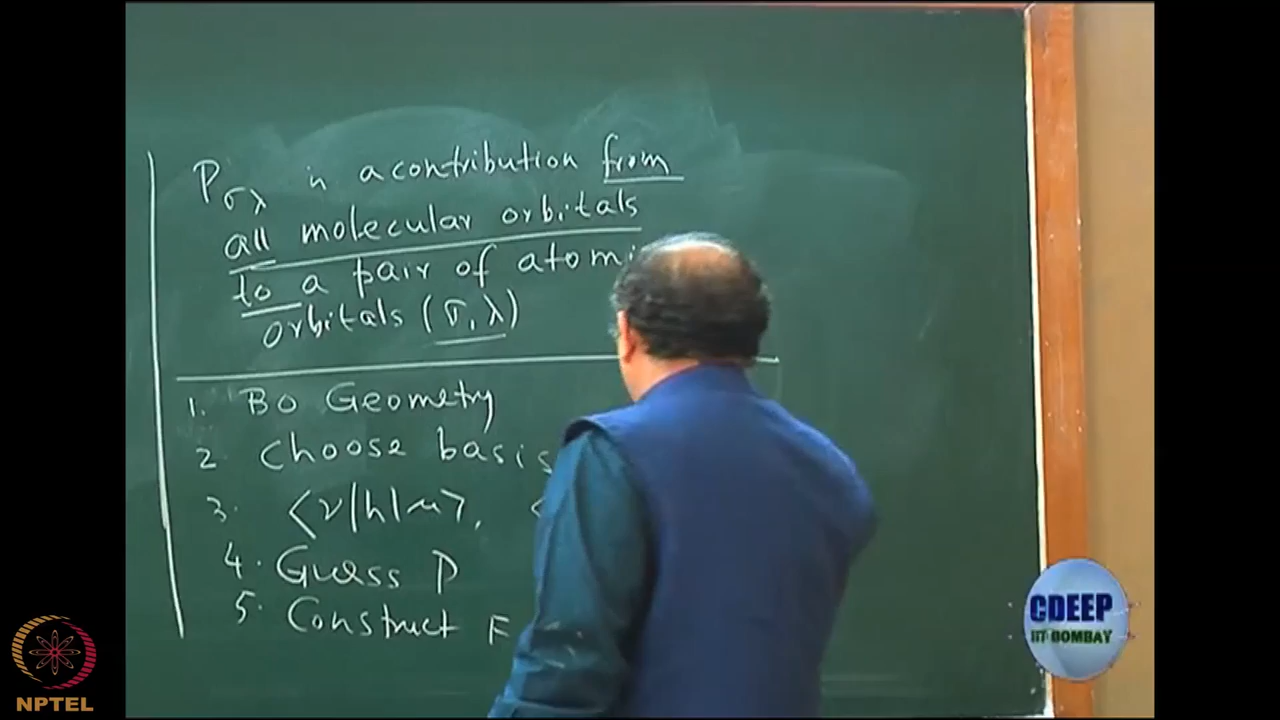 Pσλ is a contribution from
all molecular orbitals
to a pair of atomi
orbitals (σ, λ)
1. BO Geometry
2 Choose basis
3. <ν|h|μ>, <
4. Guess P
5. Construct F
CDEEP
IIT BOMBAY
NPTEL